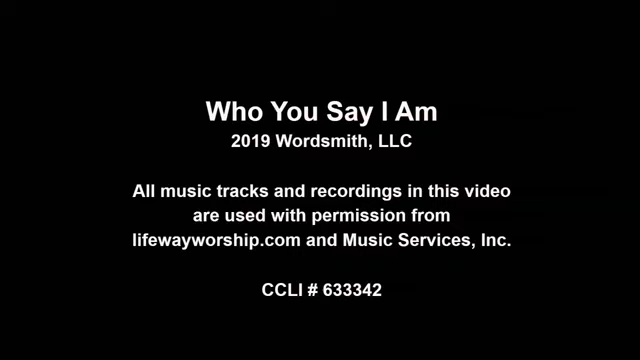 Who You Say I Am
2019 Wordsmith, LLC
All music tracks and recordings in this video
are used with permission from
lifewayworship.com and Music Services, Inc.
CCLI # 633342